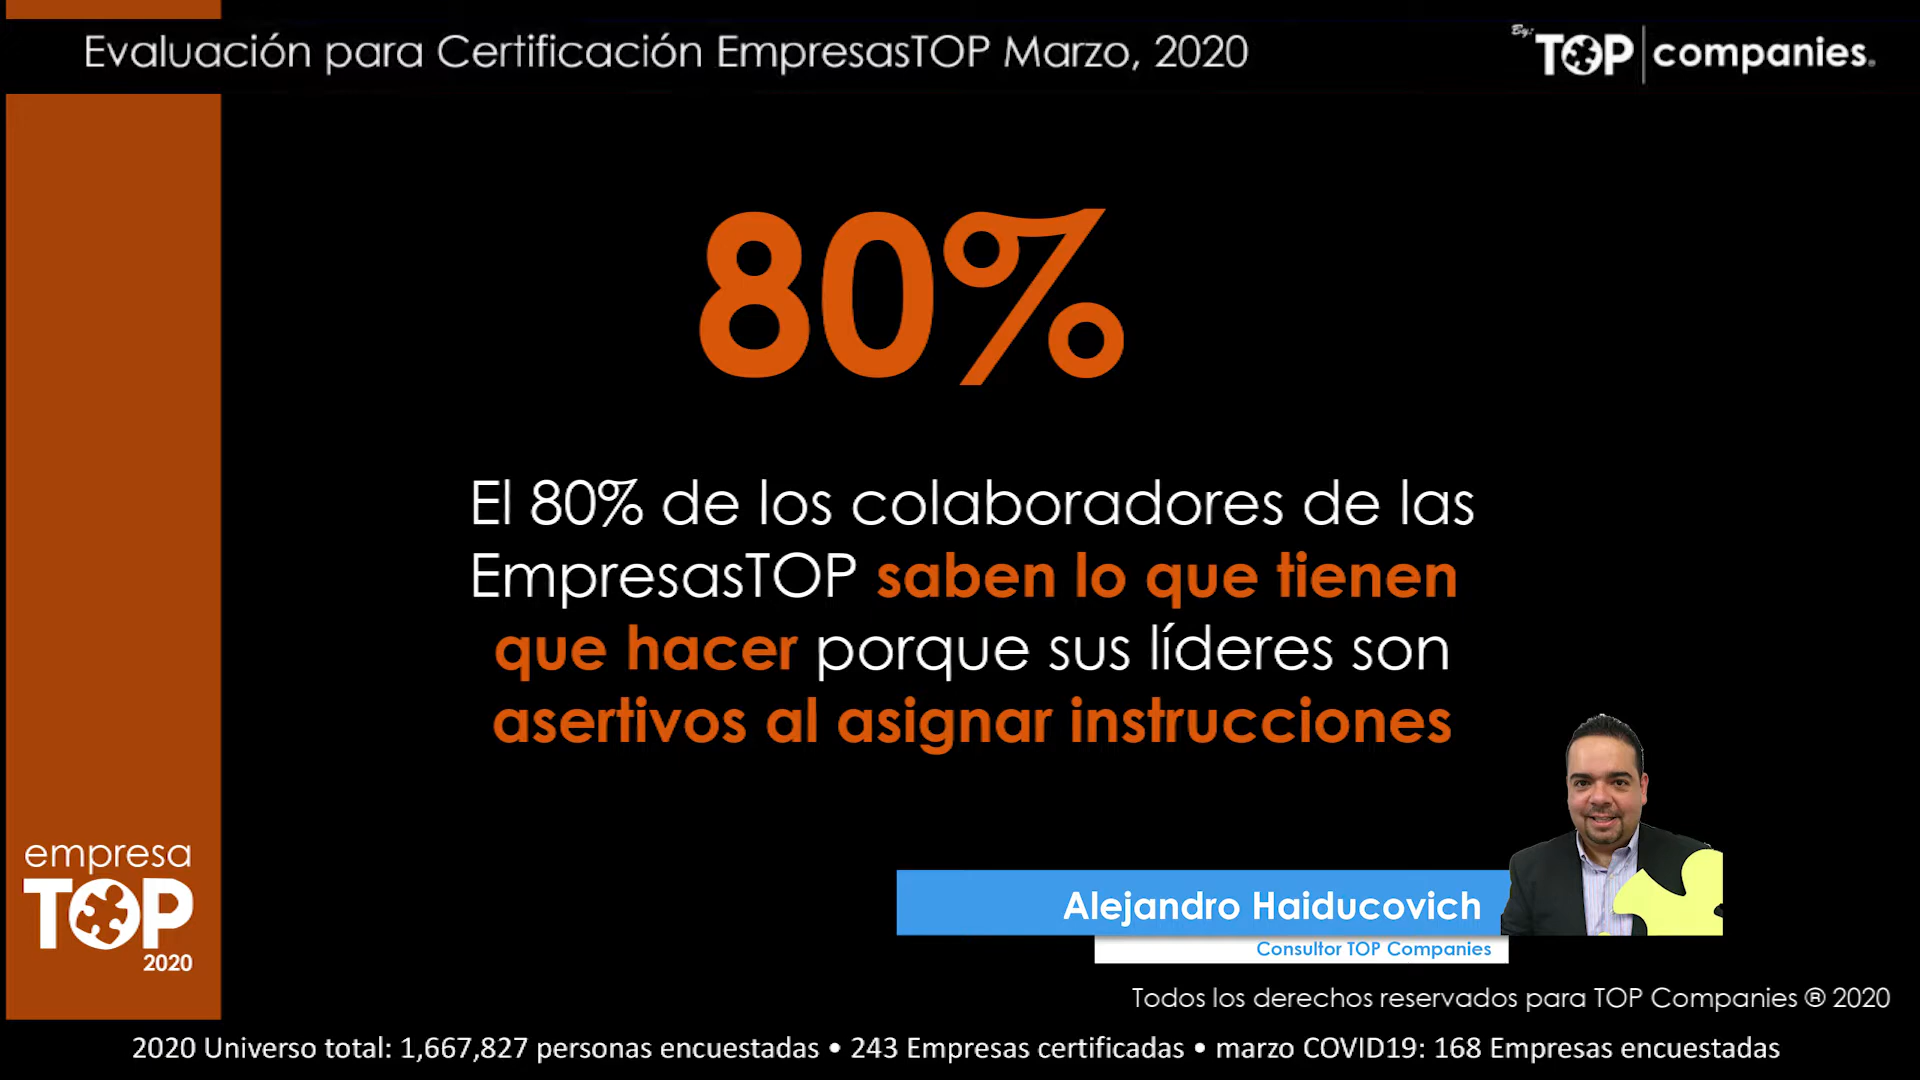 Evaluación para Certificación EmpresasTOP Marzo, 2020
By: TOP companies®
80%
El 80% de los colaboradores de las
EmpresasTOP saben lo que tienen
que hacer porque sus líderes son
asertivos al asignar instrucciones
empresa
TOP
2020
Alejandro Haiducovich
Consultor TOP Companies
Todos los derechos reservados para TOP Companies ® 2020
2020 Universo total: 1,667,827 personas encuestadas • 243 Empresas certificadas • marzo COVID19: 168 Empresas encuestadas